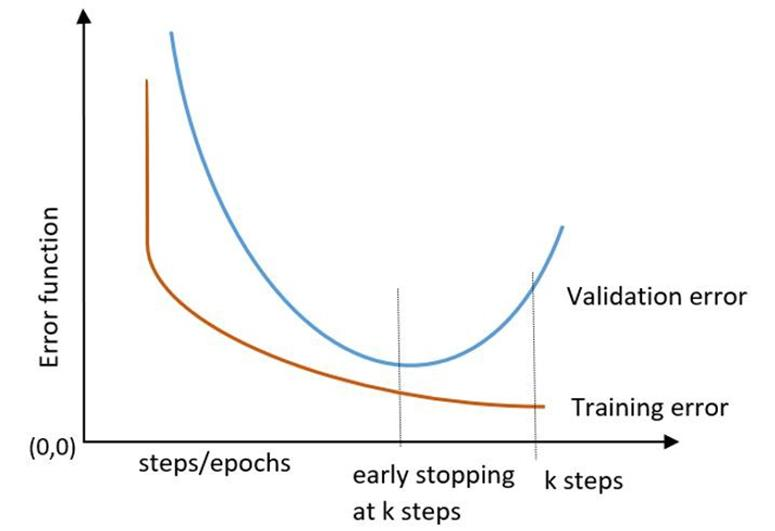 Error function
Validation error
Training error
(0,0)
steps/epochs
early stopping
at k steps
k steps